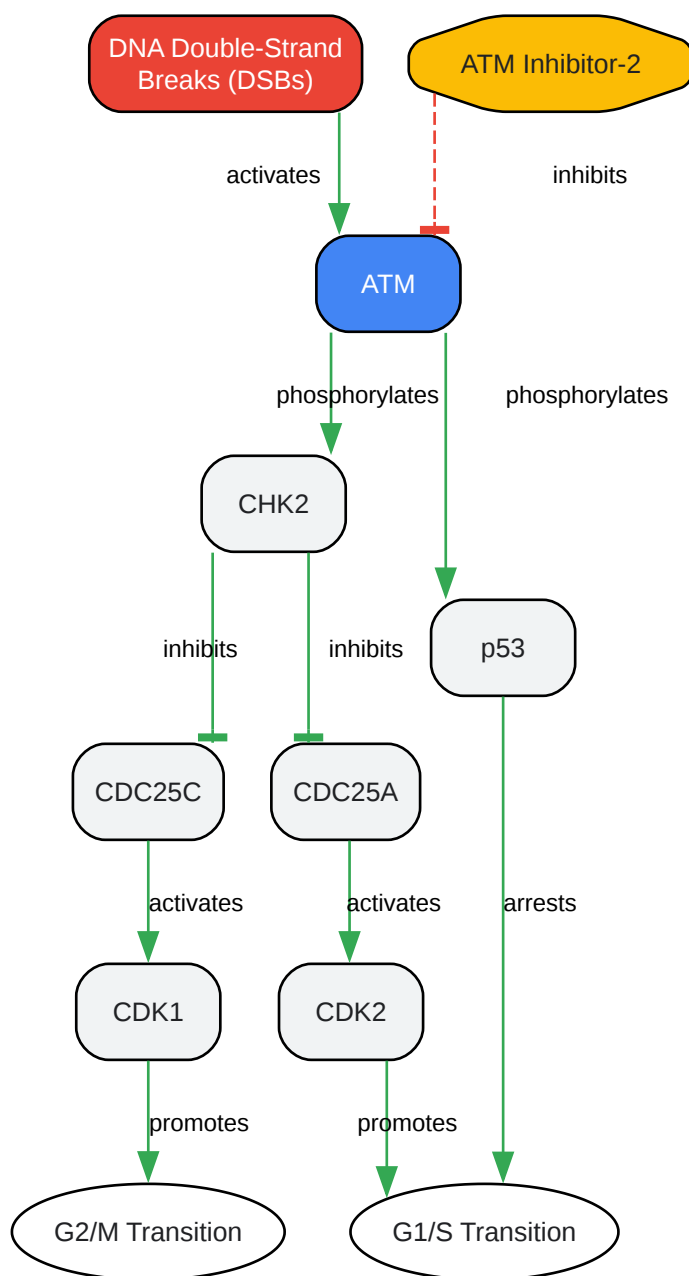 DNA Double-Strand
Breaks (DSBs)
ATM Inhibitor-2
activates
inhibits
ATM
phosphorylates
phosphorylates
CHK2
inhibits
inhibits
p53
CDC25C
CDC25A
activates
activates
arrests
CDK1
CDK2
promotes
promotes
G2/M Transition
G1/S Transition